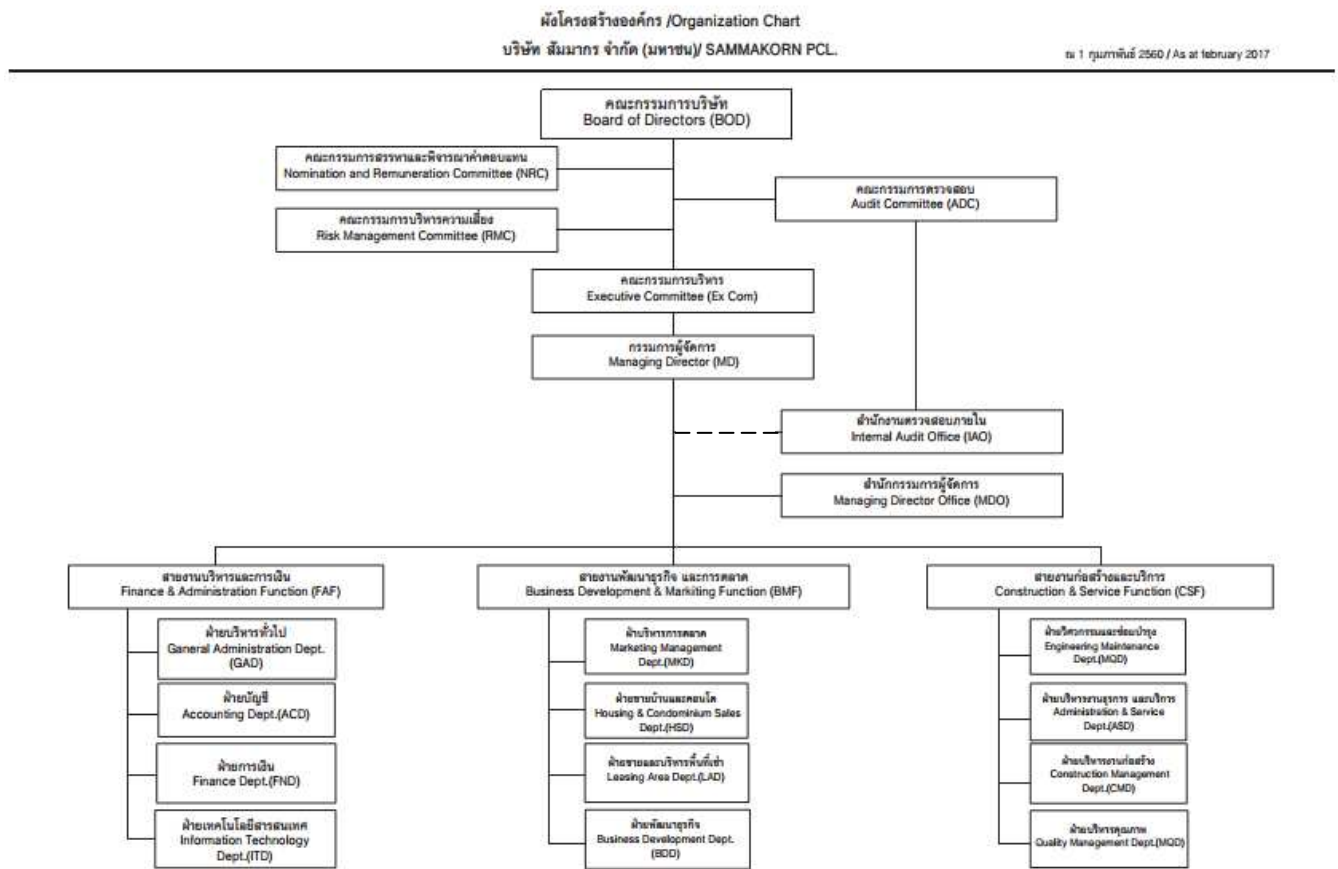 ผังโครงสร้างองค์กร /Organization Chart
บริษัท สัมมากร จำกัด (มหาชน)/ SAMMAKORN PCL.
ณ 1 กุมภาพันธ์ 2560 / As at february 2017
คณะกรรมการบริษัท
Board of Directors (BOD)
คณะกรรมการสรรหาและพิจารณาค่าตอบแทน
Nomination and Remuneration Committee (NRC)
คณะกรรมการตรวจสอบ
Audit Committee (ADC)
คณะกรรมการบริหารความเสี่ยง
Risk Management Committee (RMC)
คณะกรรมการบริหาร
Executive Committee (Ex Com)
กรรมการผู้จัดการ
Managing Director (MD)
สำนักงานตรวจสอบภายใน
Internal Audit Office (IAO)
สำนักกรรมการผู้จัดการ
Managing Director Office (MDO)
สายงานบริหารและการเงิน
Finance & Administration Function (FAF)
ฝ่ายบริหารทั่วไป
Ganeral Administration Dept.
(GAD)
ฝ่ายบัญชี
Accounting Dept.(ACD)
ฝ่ายการเงิน
Finance Dept.(FND)
ฝ่ายเทคโนโลยีสารสนเทศ
Information Technology
Dept.(ITD)
สายงานพัฒนาธุรกิจ และการตลาด
Business Development & Markiting Function (BMF)
ฝ่าบริหารการตลาด
Marketing Management
Dept.(MKD)
ฝ่ายขายบ้านและคอนโด
Housing & Condominium Sales
Dept.(HSD)
ฝ่ายขายและบริหารพื้นที่เช่า
Leasing Area Dept.(LAD)
ฝ่ายพัฒนาธุรกิจ
Business Development Dept.
(BDD)
สายงานก่อสร้างและบริการ
Construction & Service Function (CSF)
ฝ่ายวิศวกรรมและซ่อมบำรุง
Engineering Maintenance
Dept.(MQD)
ฝ่ายบริหารงานธุรการ และบริการ
Administration & Service
Dept.(ASD)
ฝ่ายบริหารงานก่อสร้าง
Construction Management
Dept.(CMD)
ฝ่ายบริหารคุณภาพ
Quality Management Dept.(MQD)